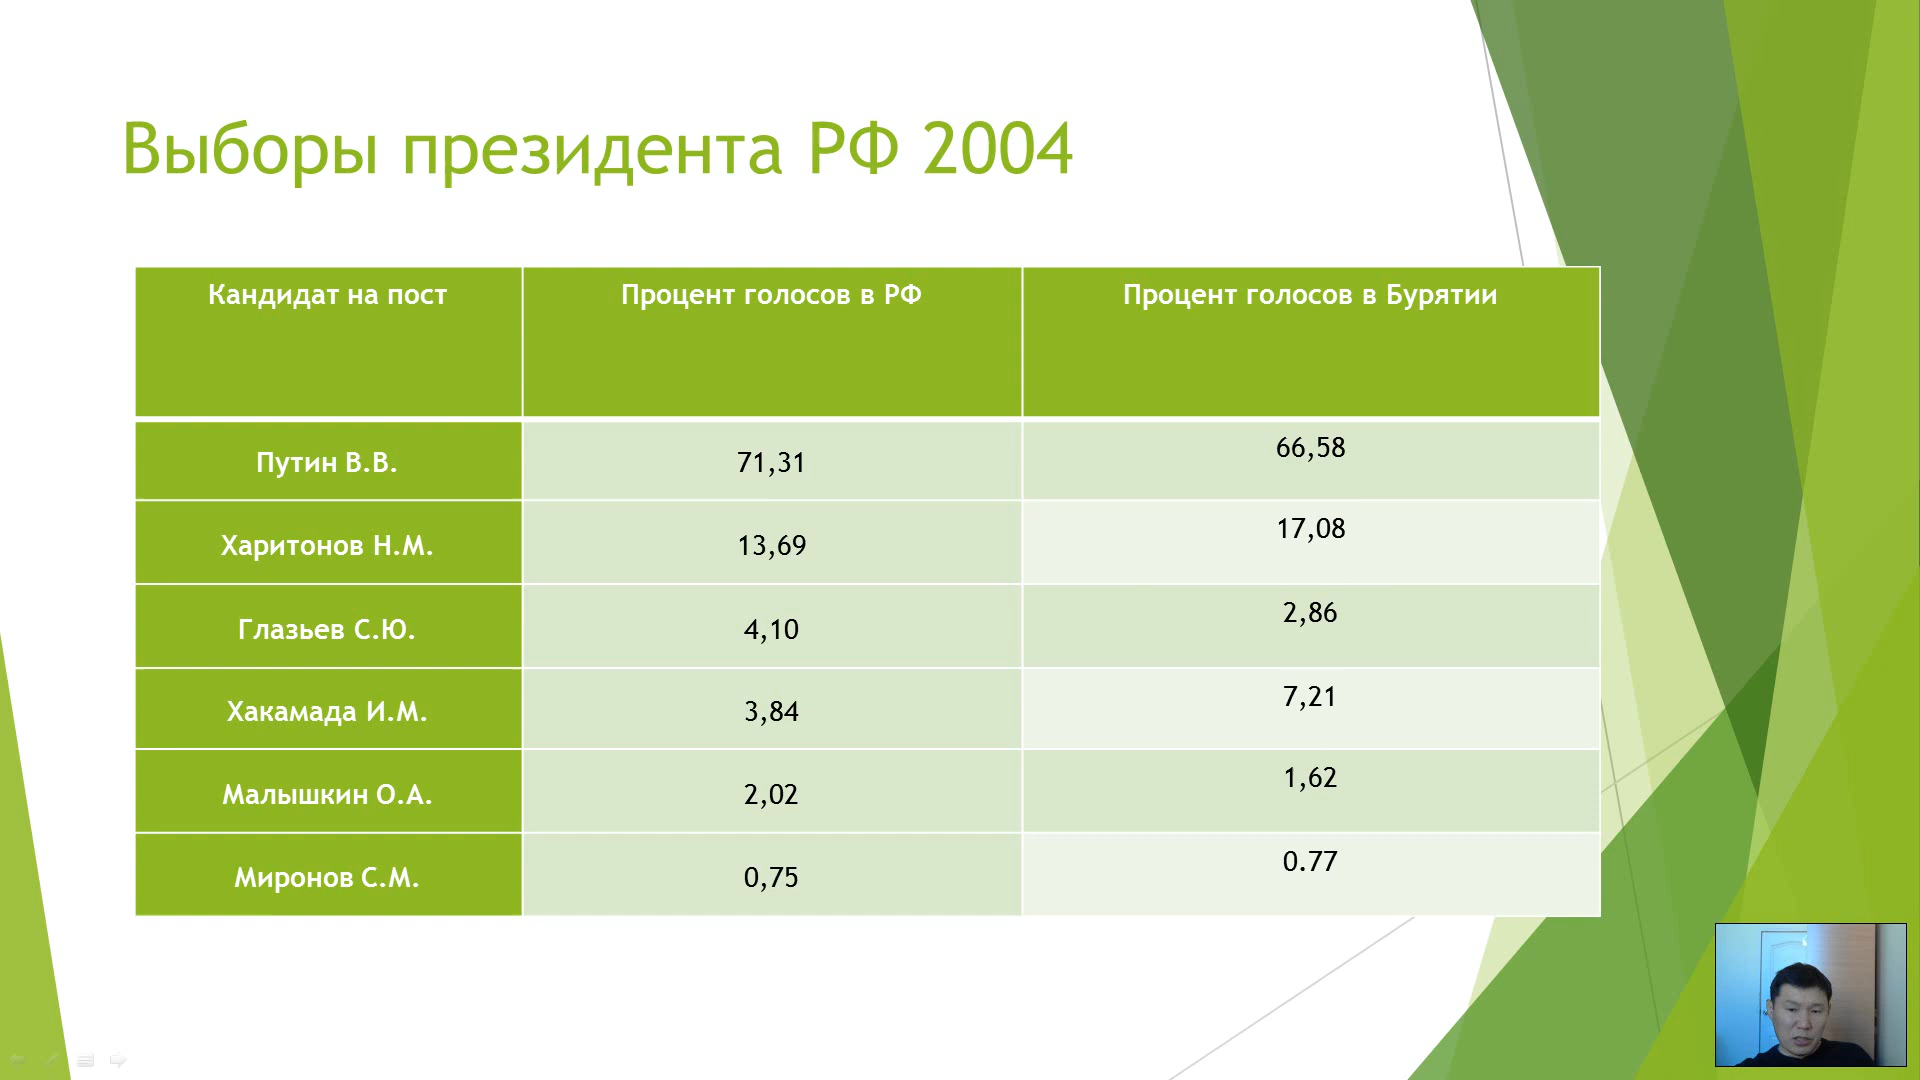 Выборы президента РФ 2004
Кандидат на пост Процент голосов в РФ Процент голосов в Бурятии
Путин В.В. 71,31 66,58
Харитонов Н.М. 13,69 17,08
Глазьев С.Ю. 4,10 2,86
Хакамада И.М. 3,84 7,21
Малышкин О.А. 2,02 1,62
Миронов С.М. 0,75 0.77